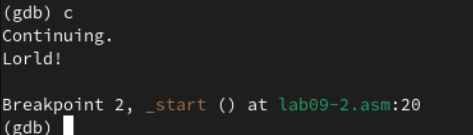 (gdb) c
Continuing.
Lorld!
Breakpoint 2, _start () at lab09-2.asm:20
(gdb)